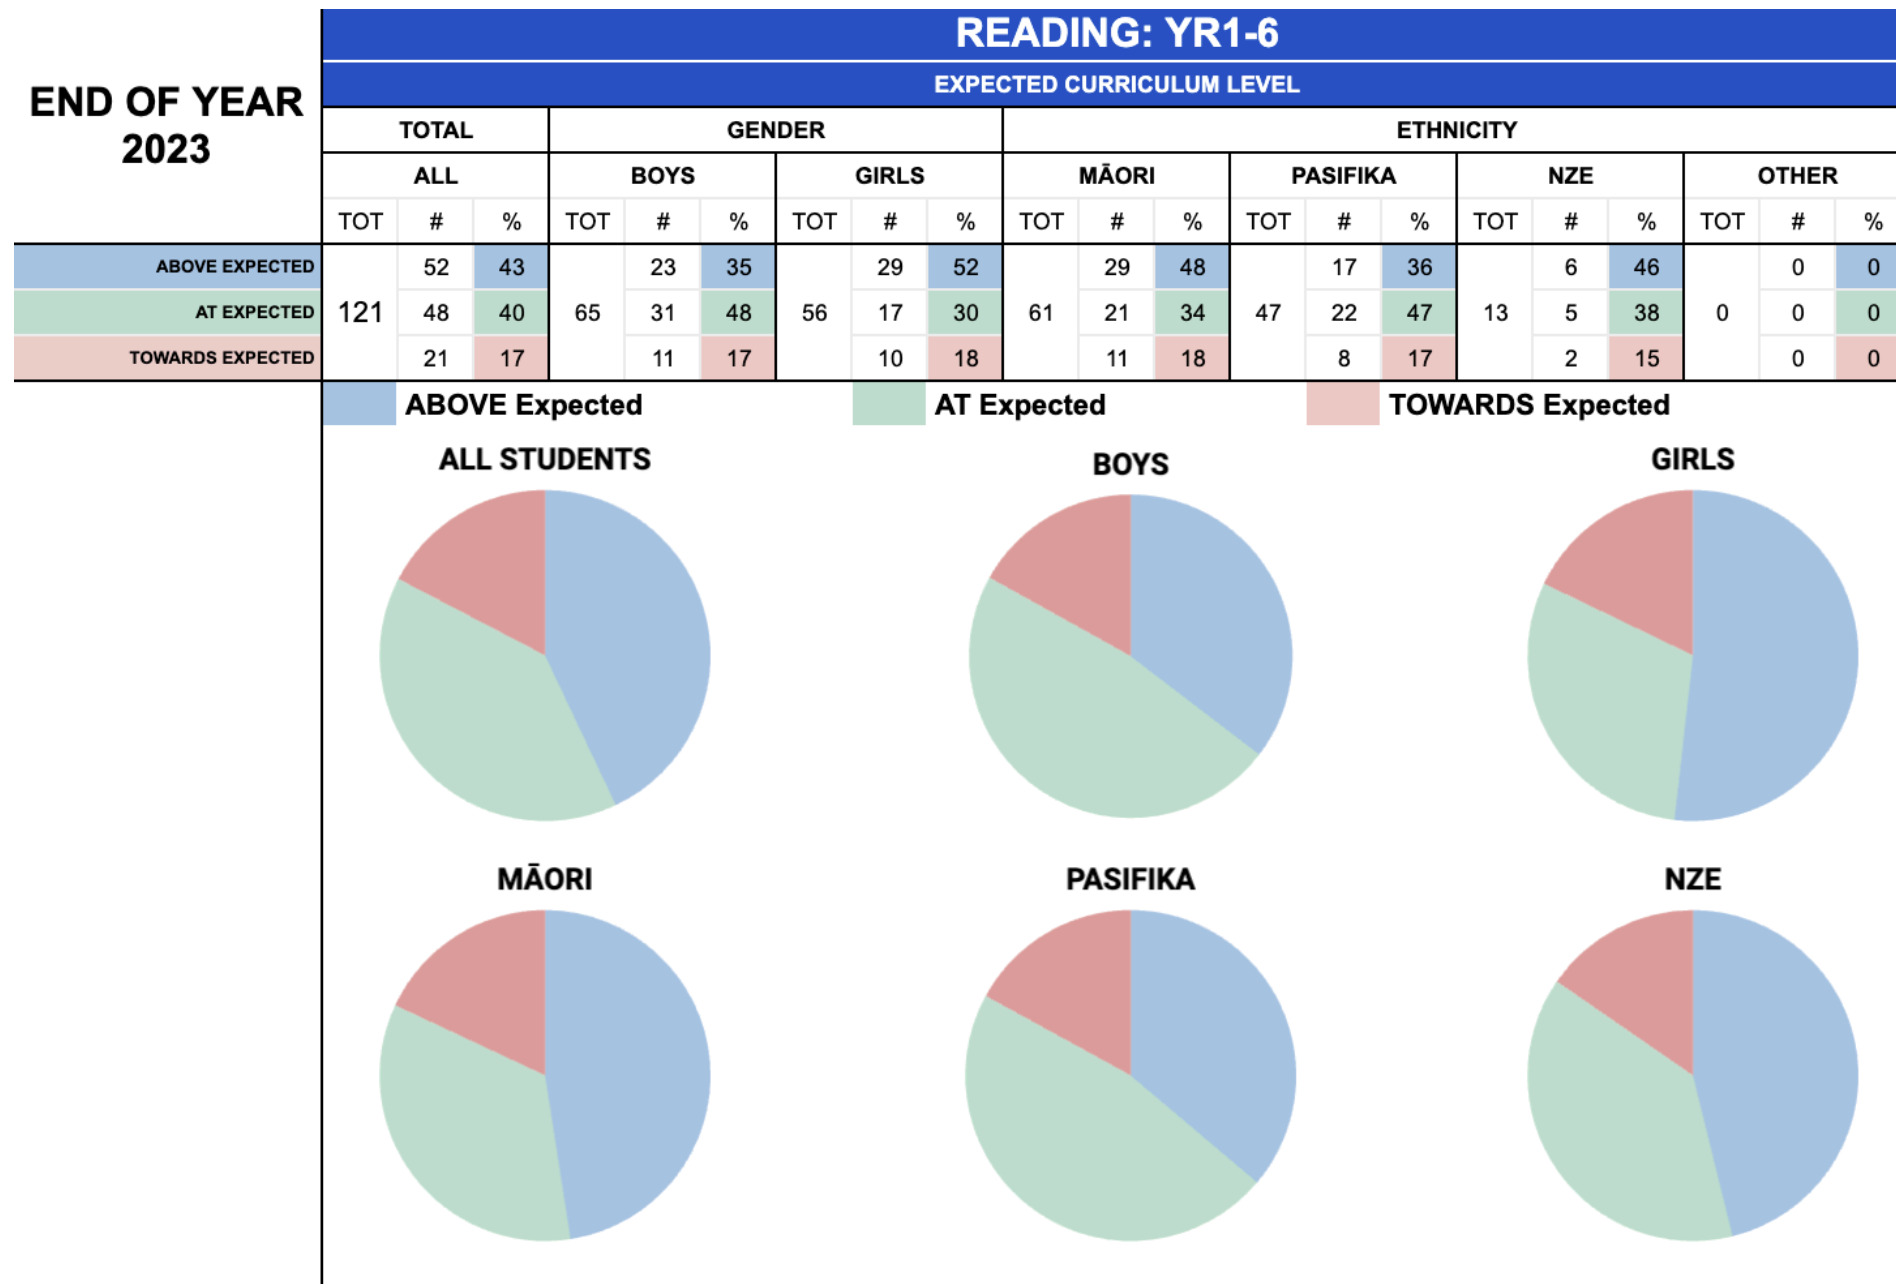 READING: YR1-6
EXPECTED CURRICULUM LEVEL
END OF YEAR
2023
TOTAL GENDER ETHNICITY
ALL BOYS GIRLS MĀORI PASIFIKA NZE OTHER
TOT # % TOT # % TOT # % TOT # % TOT # % TOT # % TOT # %
ABOVE EXPECTED 52 43 23 35 29 52 29 48 17 36 6 46 0 0
AT EXPECTED 121 48 40 65 31 48 56 17 30 61 21 34 47 22 47 13 5 38 0 0 0
TOWARDS EXPECTED 21 17 11 17 10 18 11 18 8 17 2 15 0 0
ABOVE Expected AT Expected TOWARDS Expected
ALL STUDENTS BOYS GIRLS
MĀORI PASIFIKA NZE